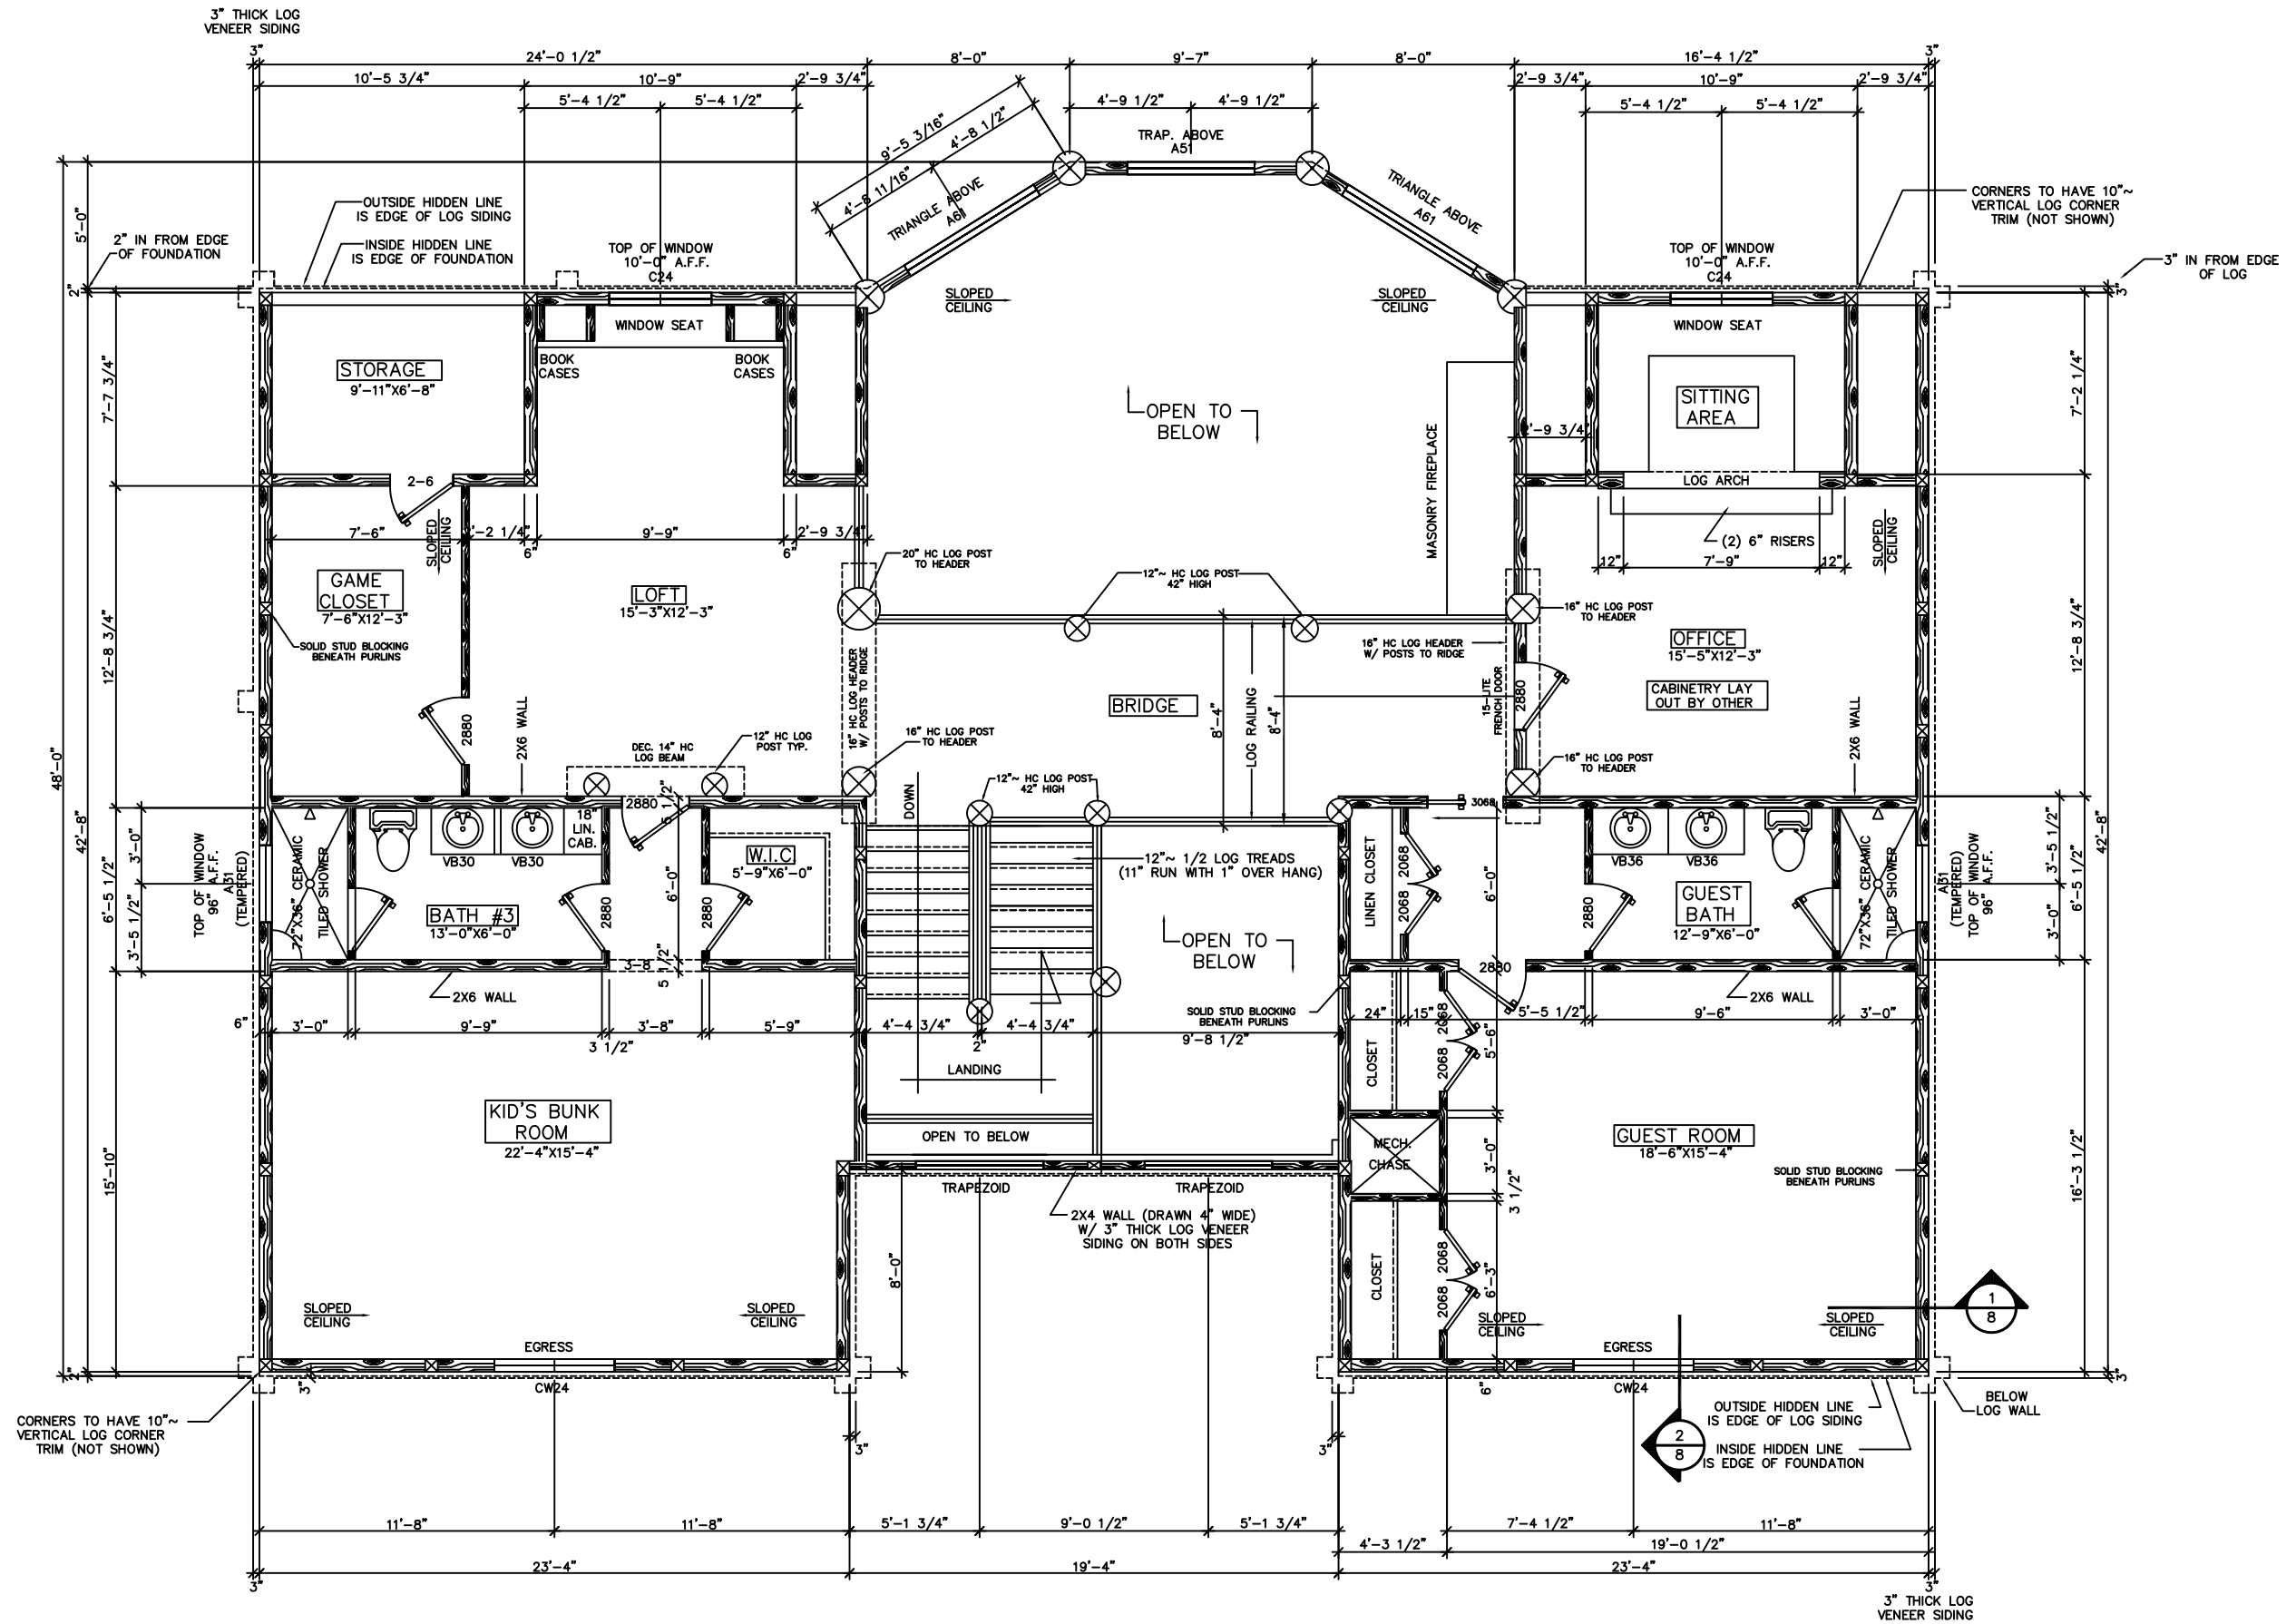 3" THICK LOG
VENEER SIDING
3"
24'-0 1/2"
8'-0"
9'-7"
8'-0"
16'-4 1/2"
3"
10'-5 3/4"
10'-9"
2'-9 3/4"
2'-9 3/4"
10'-9"
2'-9 3/4"
5'-4 1/2"
5'-4 1/2"
4'-9 1/2"
4'-9 1/2"
5'-4 1/2"
5'-4 1/2"
9'-5 3/16"
4'-8 1/2"
4'-8 11/16"
TRIANGLE ABOVE
A61
TRAP. ABOVE
A51
TRIANGLE ABOVE
A61
OUTSIDE HIDDEN LINE
IS EDGE OF LOG SIDING
INSIDE HIDDEN LINE
IS EDGE OF FOUNDATION
2" IN FROM EDGE
OF FOUNDATION
5'-0"
2"
TOP OF WINDOW
10'-0" A.F.F.
C24
TOP OF WINDOW
10'-0" A.F.F.
C24
CORNERS TO HAVE 10"~
VERTICAL LOG CORNER
TRIM (NOT SHOWN)
3" IN FROM EDGE
OF LOG
3"
SLOPED
CEILING
SLOPED
CEILING
WINDOW SEAT
WINDOW SEAT
BOOK
CASES
BOOK
CASES
STORAGE
9'-11"X6'-8"
7'-7 3/4"
OPEN TO
BELOW
MASONRY FIREPLACE
SITTING
AREA
2'-9 3/4"
7'-2 1/4"
2-6
LOG ARCH
(2) 6" RISERS
12"
7'-9"
12"
SLOPED
CEILING
SLOPED
CEILING
7'-6"
6"
9'-9"
6"
2'-9 3/4"
20" HC LOG POST
TO HEADER
12"~ HC LOG POST
42" HIGH
GAME
CLOSET
7'-6"X12'-3"
LOFT
15'-3"X12'-3"
SOLID STUD BLOCKING
BENEATH PURLINS
12'-8 3/4"
16" HC LOG HEADER
W/ POSTS TO RIDGE
16" HC LOG HEADER
W/ POSTS TO RIDGE
16" HC LOG POST
TO HEADER
OFFICE
15'-5"X12'-3"
CABINETRY LAY
OUT BY OTHER
12'-8 3/4"
BRIDGE
8'-4"
LOG RAILING
8'-4"
15-LITE
FRENCH DOOR
2880
2880
2X6 WALL
2X6 WALL
DEC. 14" HC
LOG BEAM
12" HC LOG
POST TYP.
16" HC LOG POST
TO HEADER
16" HC LOG POST
TO HEADER
12"~ HC LOG POST
42" HIGH
DOWN
48'-0"
42'-8"
3'-0"
6'-5 1/2"
3'-5 1/2"
TOP OF WINDOW
96" A.F.F.
A31
(TEMPERED)
72"X36" CERAMIC
TILED SHOWER
VB30
VB30
18"
LIN.
CAB.
2880
5 1/2"
W.I.C.
5'-9"X6'-0"
6'-0"
BATH #3
13'-0"X6'-0"
2880
2880
3-8
5 1/2"
12"~ 1/2 LOG TREADS
(11" RUN WITH 1" OVER HANG)
OPEN TO
BELOW
3068
LINEN CLOSET
2068
2068
6'-0"
2880
2880
VB36
VB36
GUEST
BATH
12'-9"X6'-0"
72"X36" CERAMIC
TILED SHOWER
A31
(TEMPERED)
TOP OF WINDOW
96" A.F.F.
3'-5 1/2"
6'-5 1/2"
3'-0"
42'-8"
2X6 WALL
2X6 WALL
6"
3'-0"
9'-9"
3'-8"
5'-9"
3 1/2"
4'-4 3/4"
4'-4 3/4"
2"
9'-8 1/2"
SOLID STUD BLOCKING
BENEATH PURLINS
24"
15"
5'-5 1/2"
9'-6"
3'-0"
2068
2068
5'-6"
CLOSET
LANDING
OPEN TO BELOW
KID'S BUNK
ROOM
22'-4"X15'-4"
15'-10"
MECH.
CHASE
3'-0"
3 1/2"
GUEST ROOM
18'-6"X15'-4"
SOLID STUD BLOCKING
BENEATH PURLINS
16'-3 1/2"
TRAPEZOID
TRAPEZOID
2X4 WALL (DRAWN 4" WIDE)
W/ 3" THICK LOG VENEER
SIDING ON BOTH SIDES
8'-0"
CLOSET
2068
2068
6'-3"
SLOPED
CEILING
SLOPED
CEILING
SLOPED
CEILING
SLOPED
CEILING
1
8
EGRESS
EGRESS
2"
3"
CW24
6"
CW24
3"
CORNERS TO HAVE 10"~
VERTICAL LOG CORNER
TRIM (NOT SHOWN)
3"
3"
OUTSIDE HIDDEN LINE
IS EDGE OF LOG SIDING
INSIDE HIDDEN LINE
IS EDGE OF FOUNDATION
2
8
BELOW
LOG WALL
11'-8"
11'-8"
5'-1 3/4"
9'-0 1/2"
5'-1 3/4"
7'-4 1/2"
11'-8"
4'-3 1/2"
19'-0 1/2"
3"
23'-4"
19'-4"
23'-4"
3"
3" THICK LOG
VENEER SIDING